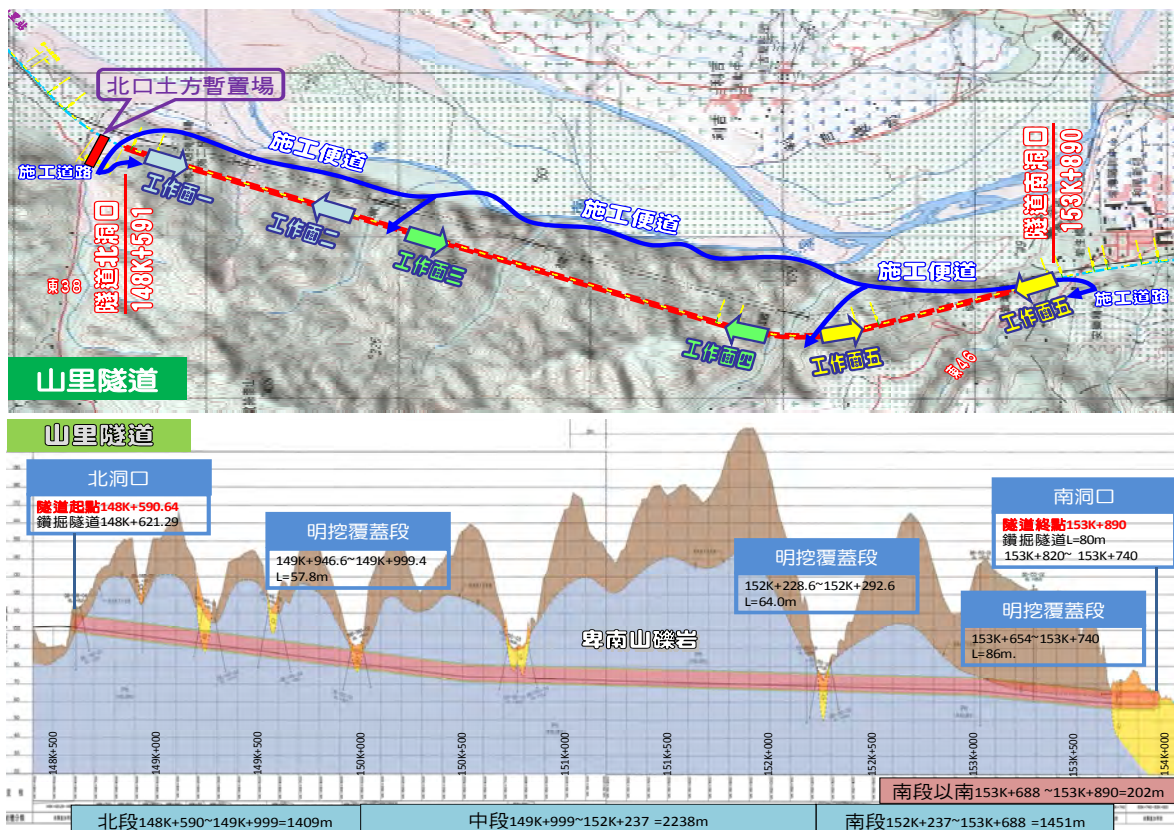 北口土方暫置場
施工道路
施工便道
工作面一
工作面二
隧道北洞口
148K+591
東38
工作面三
施工便道
工作面四
工作面五
施工便道
隧道南洞口
153K+890
工作面五
施工道路
東46
利吉
山里隧道
山里隧道
北洞口
隧道起點148K+590.64
鑽掘隧道148K+621.29
明挖覆蓋段
149K+946.6~149K+999.4
L=57.8m
明挖覆蓋段
152K+228.6~152K+292.6
L=64.0m
南洞口
隧道終點153K+890
鑽掘隧道L=80m
153K+820~ 153K+740
明挖覆蓋段
153K+654~153K+740
L=86m.
卑南山礫岩
148K+500
149K+000
149K+500
150K+000
150K+500
151K+000
151K+500
152K+000
152K+500
153K+000
153K+500
154K+000
南段以南153K+688 ~153K+890=202m
北段148K+590~149K+999=1409m
中段149K+999~152K+237 =2238m
南段152K+237~153K+688 =1451m